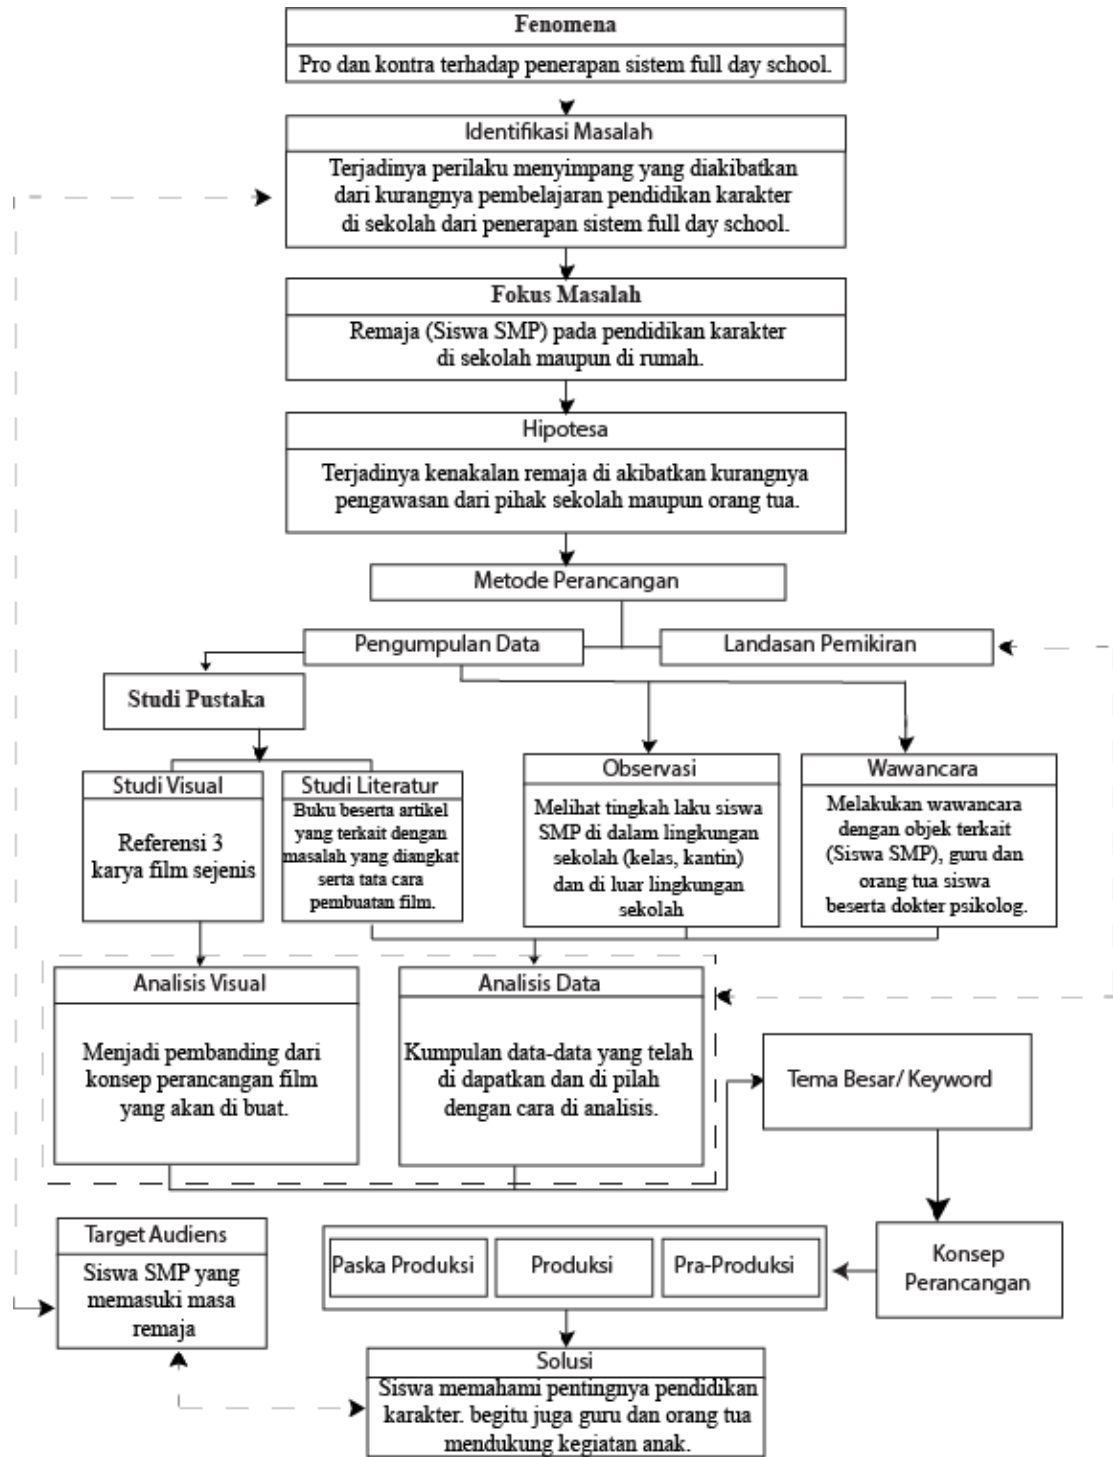 Fenomena
Pro dan kontra terhadap penerapan sistem full day school.
Identifikasi Masalah
Terjadinya perilaku menyimpang yang diakibatkan
dari kurangnya pembelajaran pendidikan karakter
di sekolah dari penerapan sistem full day school.
Fokus Masalah
Remaja (Siswa SMP) pada pendidikan karakter
di sekolah maupun di rumah.
Hipotesa
Terjadinya kenakalan remaja di akibatkan kurangnya
pengawasan dari pihak sekolah maupun orang tua.
Metode Perancangan
Pengumpulan Data
Landasan Pemikiran
Studi Pustaka
Studi Visual
Referensi 3
karya film sejenis
Studi Literatur
Buku beserta artikel
yang terkait dengan
masalah yang diangkat
serta tata cara
pembuatan film.
Observasi
Melihat tingkah laku siswa
SMP di dalam lingkungan
sekolah (kelas, kantin)
dan di luar lingkungan
sekolah
Wawancara
Melakukan wawancara
dengan objek terkait
(Siswa SMP), guru dan
orang tua siswa
beserta dokter psikolog.
Analisis Visual
Menjadi pembanding dari
konsep perancangan film
yang akan di buat.
Analisis Data
Kumpulan data-data yang telah
di dapatkan dan di pilah
dengan cara di analisis.
Tema Besar/ Keyword
Konsep
Perancangan
Pra-Produksi
Produksi
Paska Produksi
Target Audiens
Siswa SMP yang
memasuki masa
remaja
Solusi
Siswa memahami pentingnya pendidikan
karakter. begitu juga guru dan orang tua
mendukung kegiatan anak.